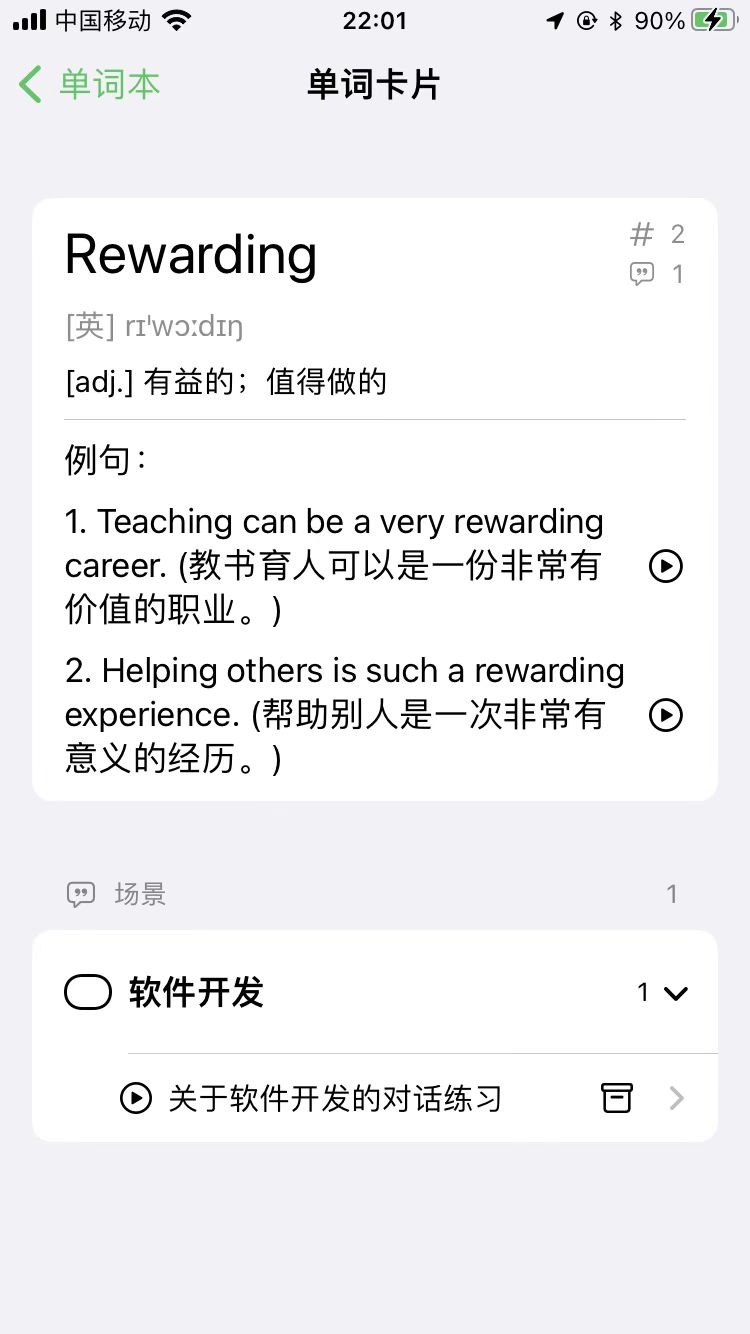 中国移动 22:01 90%
单词本 单词卡片
Rewarding # 2
1
[英] rɪˈwɔːdɪŋ
[adj.] 有益的；值得做的
例句：
1. Teaching can be a very rewarding
career. (教书育人可以是一份非常有
价值的职业。)
2. Helping others is such a rewarding
experience. (帮助别人是一次非常有
意义的经历。)
场景 1
软件开发 1
关于软件开发的对话练习